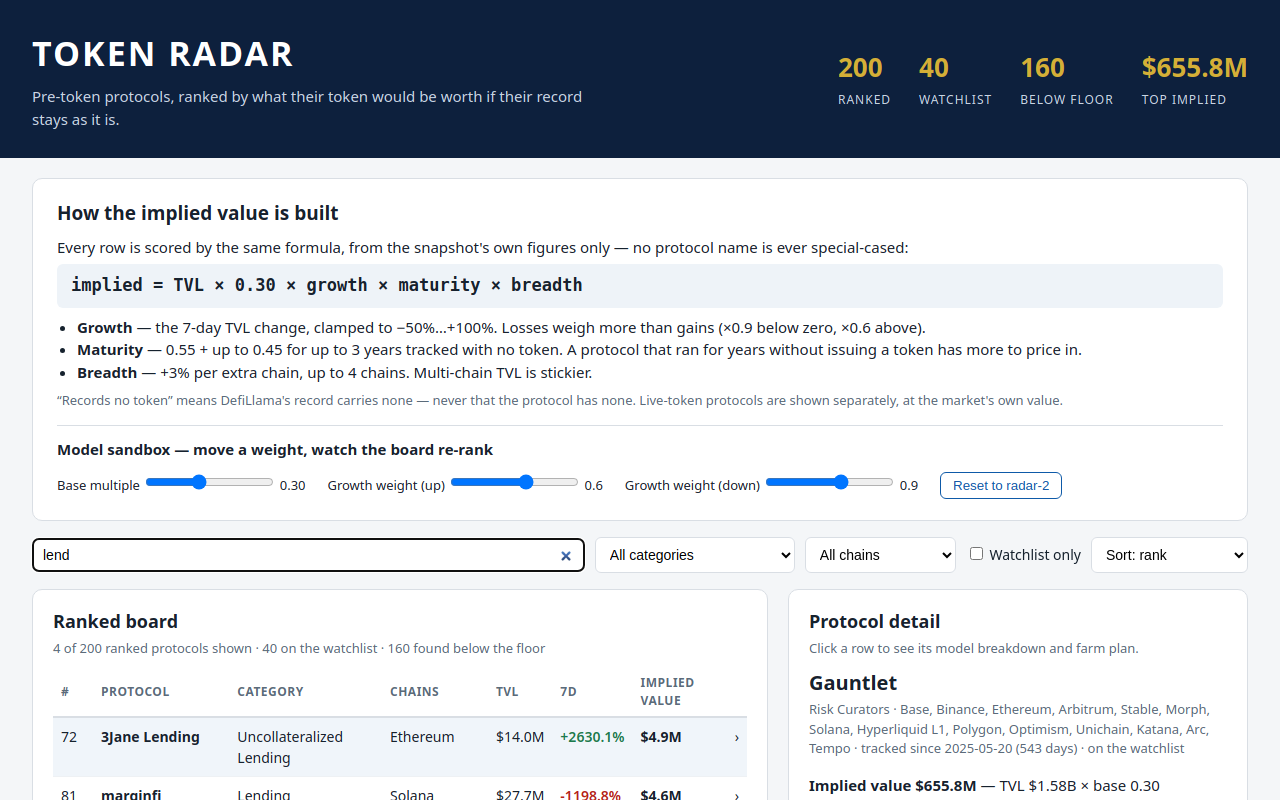 TOKEN RADAR
Pre-token protocols, ranked by what their token would be worth if their record
stays as it is.
200
RANKED
40
WATCHLIST
160
BELOW FLOOR
$655.8M
TOP IMPLIED
How the implied value is built
Every row is scored by the same formula, from the snapshot's own figures only — no protocol name is ever special-cased:
implied = TVL × 0.30 × growth × maturity × breadth
• Growth — the 7-day TVL change, clamped to −50%…+100%. Losses weigh more than gains (×0.9 below zero, ×0.6 above).
• Maturity — 0.55 + up to 0.45 for up to 3 years tracked with no token. A protocol that ran for years without issuing a token has more to price in.
• Breadth — +3% per extra chain, up to 4 chains. Multi-chain TVL is stickier.
“Records no token” means DefiLlama's record carries none — never that the protocol has none. Live-token protocols are shown separately, at the market's own value.
Model sandbox — move a weight, watch the board re-rank
Base multiple 0.30 Growth weight (up) 0.6 Growth weight (down) 0.9 Reset to radar-2
lend × All categories All chains Watchlist only Sort: rank
Ranked board
4 of 200 ranked protocols shown · 40 on the watchlist · 160 found below the floor
# PROTOCOL CATEGORY CHAINS TVL 7D IMPLIED VALUE
72 3Jane Lending Uncollateralized Lending Ethereum $14.0M +2630.1% $4.9M ›
81 marginfi Lending Solana $27.7M -1198.8% $4.6M ›
Protocol detail
Click a row to see its model breakdown and farm plan.
Gauntlet
Risk Curators · Base, Binance, Ethereum, Arbitrum, Stable, Morph,
Solana, Hyperliquid L1, Polygon, Optimism, Unichain, Katana, Arc,
Tempo · tracked since 2025-05-20 (543 days) · on the watchlist
Implied value $655.8M — TVL $1.58B × base 0.30